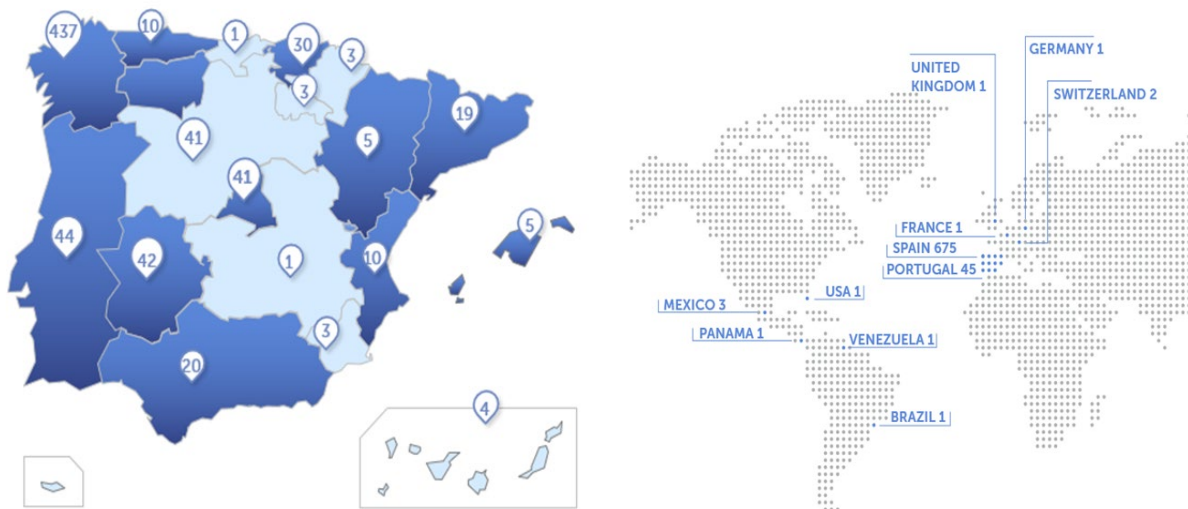 437
10
1
30
3
3
19
41
5
41
5
44
42
1
10
3
20
4
GERMANY 1
UNITED
KINGDOM 1
SWITZERLAND 2
FRANCE 1
SPAIN 675
PORTUGAL 45
USA 1
MEXICO 3
PANAMA 1
VENEZUELA 1
BRAZIL 1